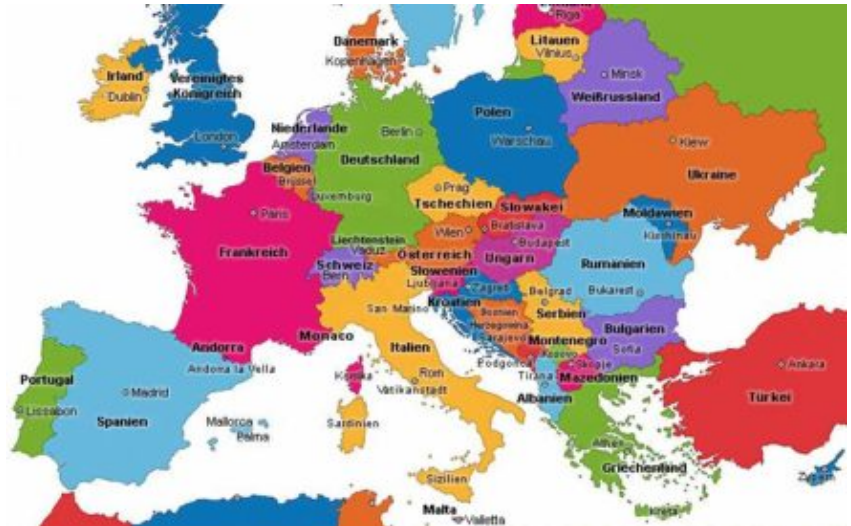 Riga
Litauen
Vilnius
Dänemark
Kopenhagen
Irland
Dublin
Vereinigtes
Königreich
London
Minsk
Weißrussland
Niederlande
Amsterdam
Berlin
Deutschland
Polen
Warschau
Kiew
Ukraine
Belgien
Brüssel
Luxemburg
Prag
Tschechien
Paris
Frankreich
Slowakei
Bratislava
Wien
Österreich
Liechtenstein
Vaduz
Schweiz
Bern
Budapest
Ungarn
Moldawien
Kischinau
Rumänien
Bukarest
Slowenien
Ljubljana
Zagreb
Kroatien
Belgrad
Serbien
Bosnien
Herzegowina
Sarajevo
San Marino
Monaco
Andorra
Andorra la Vella
Italien
Rom
Vatikanstadt
Korsika
Sardinien
Montenegro
Podgorica
Kosovo
Skopje
Mazedonien
Bulgarien
Sofia
Tirana
Albanien
Portugal
Lissabon
Madrid
Spanien
Mallorca
Palma
Ankara
Türkei
Athen
Griechenland
Kreta
Zypern
Sizilien
Malta
Valletta